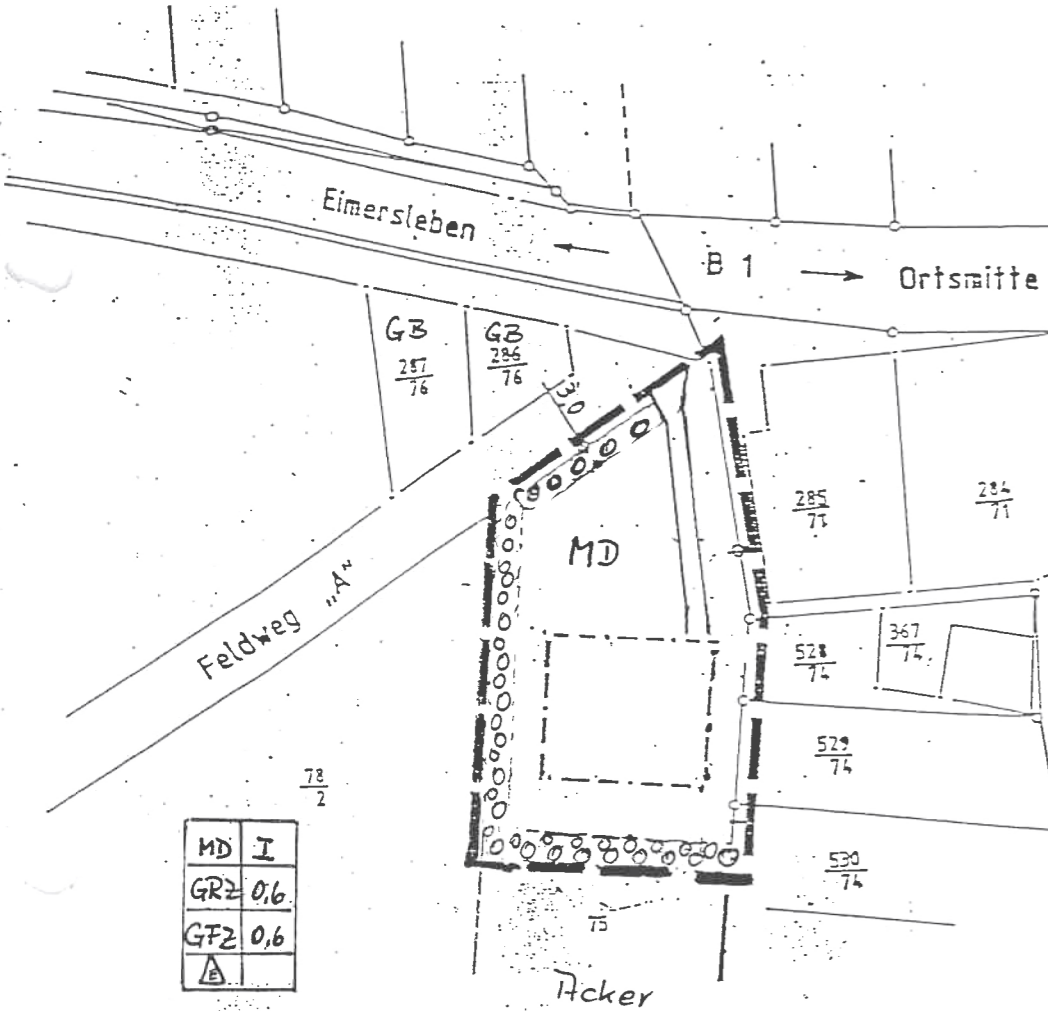 Eimersleben
B 1
Ortsmitte
GB
287
76
GB
286
76
3,0
285
71
284
71
MD
Feldweg „A“
528
74
367
74
529
74
78
2
530
74
MD I
GRZ 0,6
GFZ 0,6
E
75
Acker